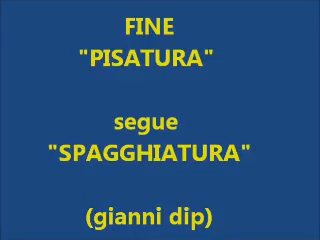 FINE
"PISATURA"
segue
"SPAGGHIATURA"
(gianni dip)